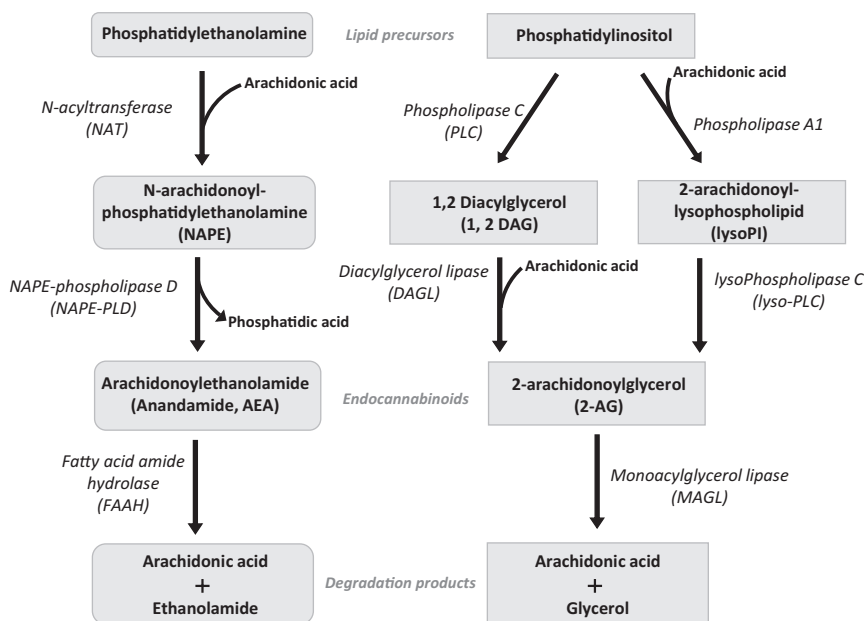 Phosphatidylethanolamine
Lipid precursors
Phosphatidylinositol
Arachidonic acid
N-acyltransferase
(NAT)
Phospholipase C
(PLC)
Arachidonic acid
Phospholipase A1
N-arachidonoyl-
phosphatidylethanolamine
(NAPE)
1,2 Diacylglycerol
(1, 2 DAG)
2-arachidonoyl-
lysophospholipid
(lysoPI)
NAPE-phospholipase D
(NAPE-PLD)
Phosphatidic acid
Diacylglycerol lipase
(DAGL)
Arachidonic acid
lysoPhospholipase C
(lyso-PLC)
Arachidonoylethanolamide
(Anandamide, AEA)
Endocannabinoids
2-arachidonoylglycerol
(2-AG)
Fatty acid amide
hydrolase
(FAAH)
Monoacylglycerol lipase
(MAGL)
Arachidonic acid
+
Ethanolamide
Degradation products
Arachidonic acid
+
Glycerol